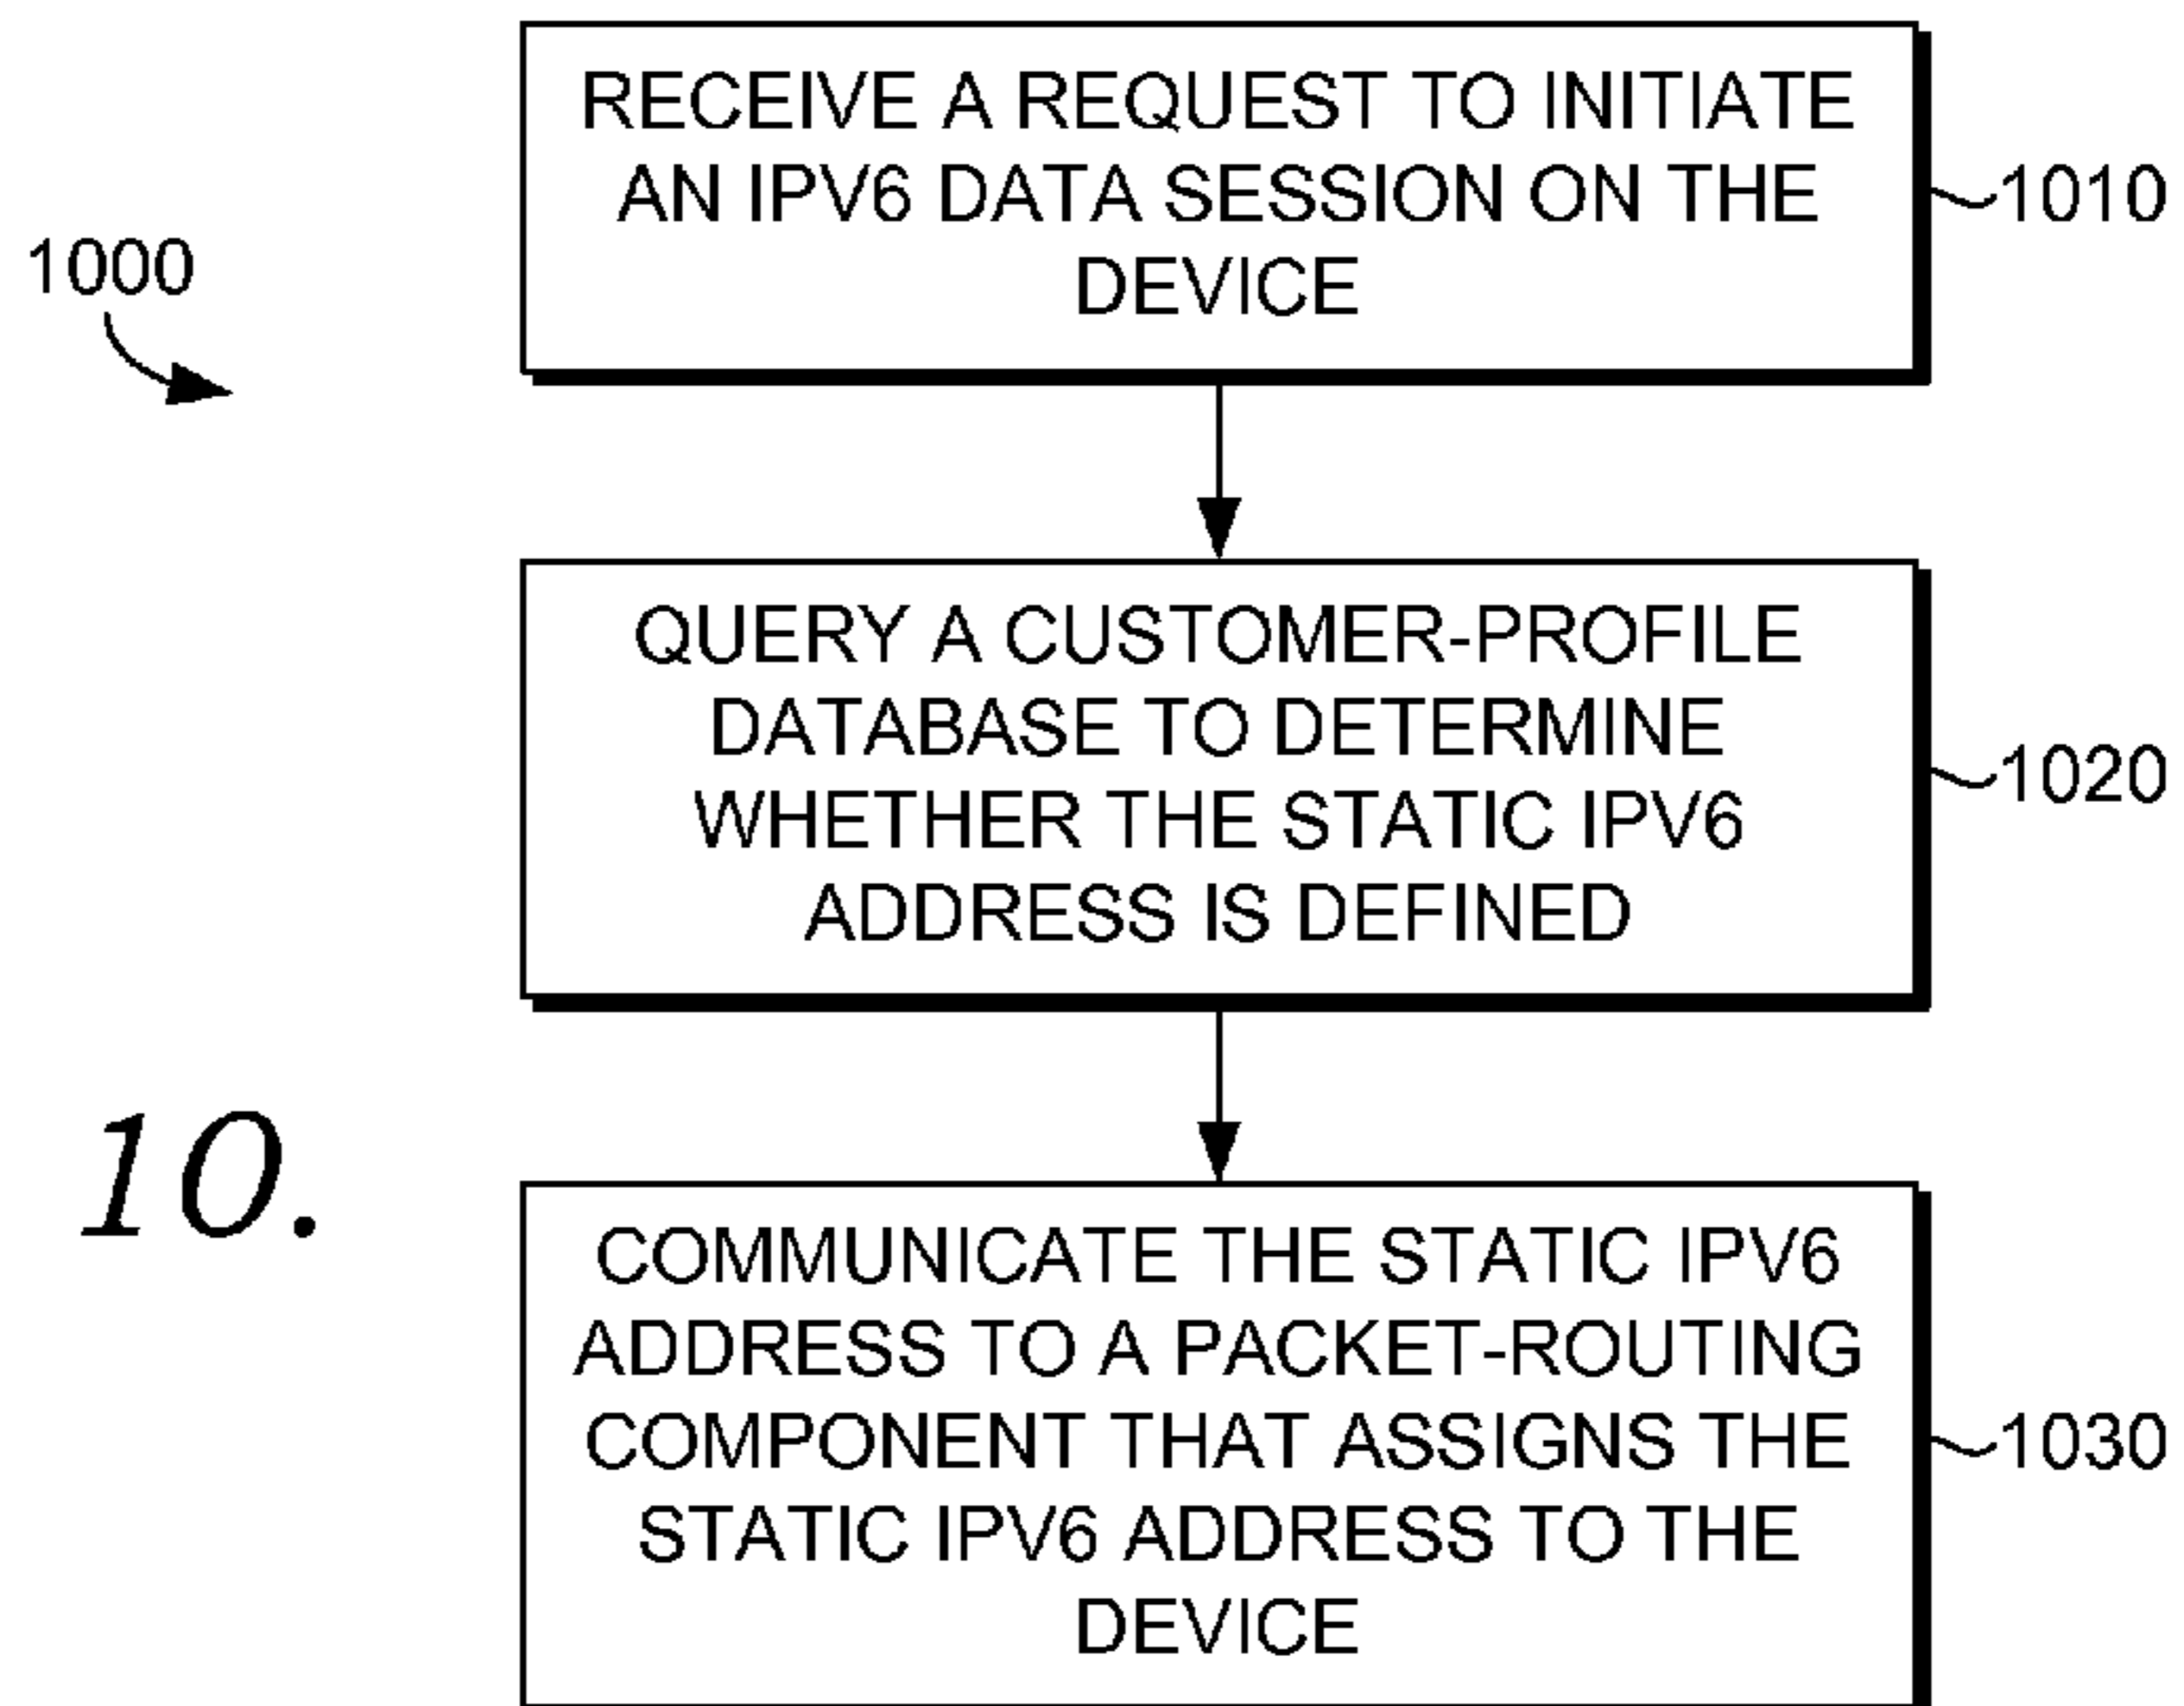 RECEIVE A REQUEST TO INITIATE
AN IPV6 DATA SESSION ON THE
DEVICE
1010
1000
QUERY A CUSTOMER-PROFILE
DATABASE TO DETERMINE
WHETHER THE STATIC IPV6
ADDRESS IS DEFINED
1020
10.
COMMUNICATE THE STATIC IPV6
ADDRESS TO A PACKET-ROUTING
COMPONENT THAT ASSIGNS THE
STATIC IPV6 ADDRESS TO THE
DEVICE
1030